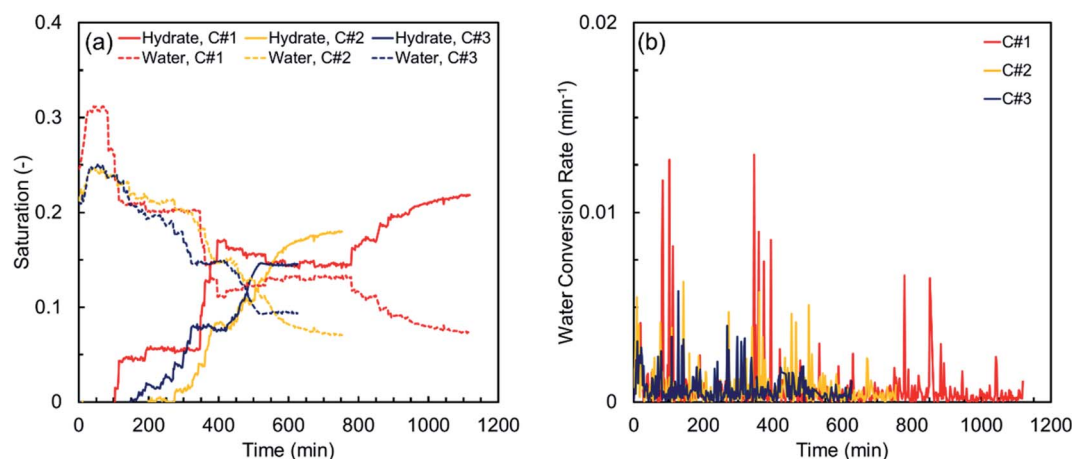 (a)
Hydrate, C#1 Hydrate, C#2 Hydrate, C#3
Water, C#1 Water, C#2 Water, C#3
0.4
0.3
0.2
0.1
0
Saturation (-)
0 200 400 600 800 1000 1200
Time (min)
(b)
C#1
C#2
C#3
0.02
0.01
0
Water Conversion Rate (min⁻¹)
0 200 400 600 800 1000 1200
Time (min)